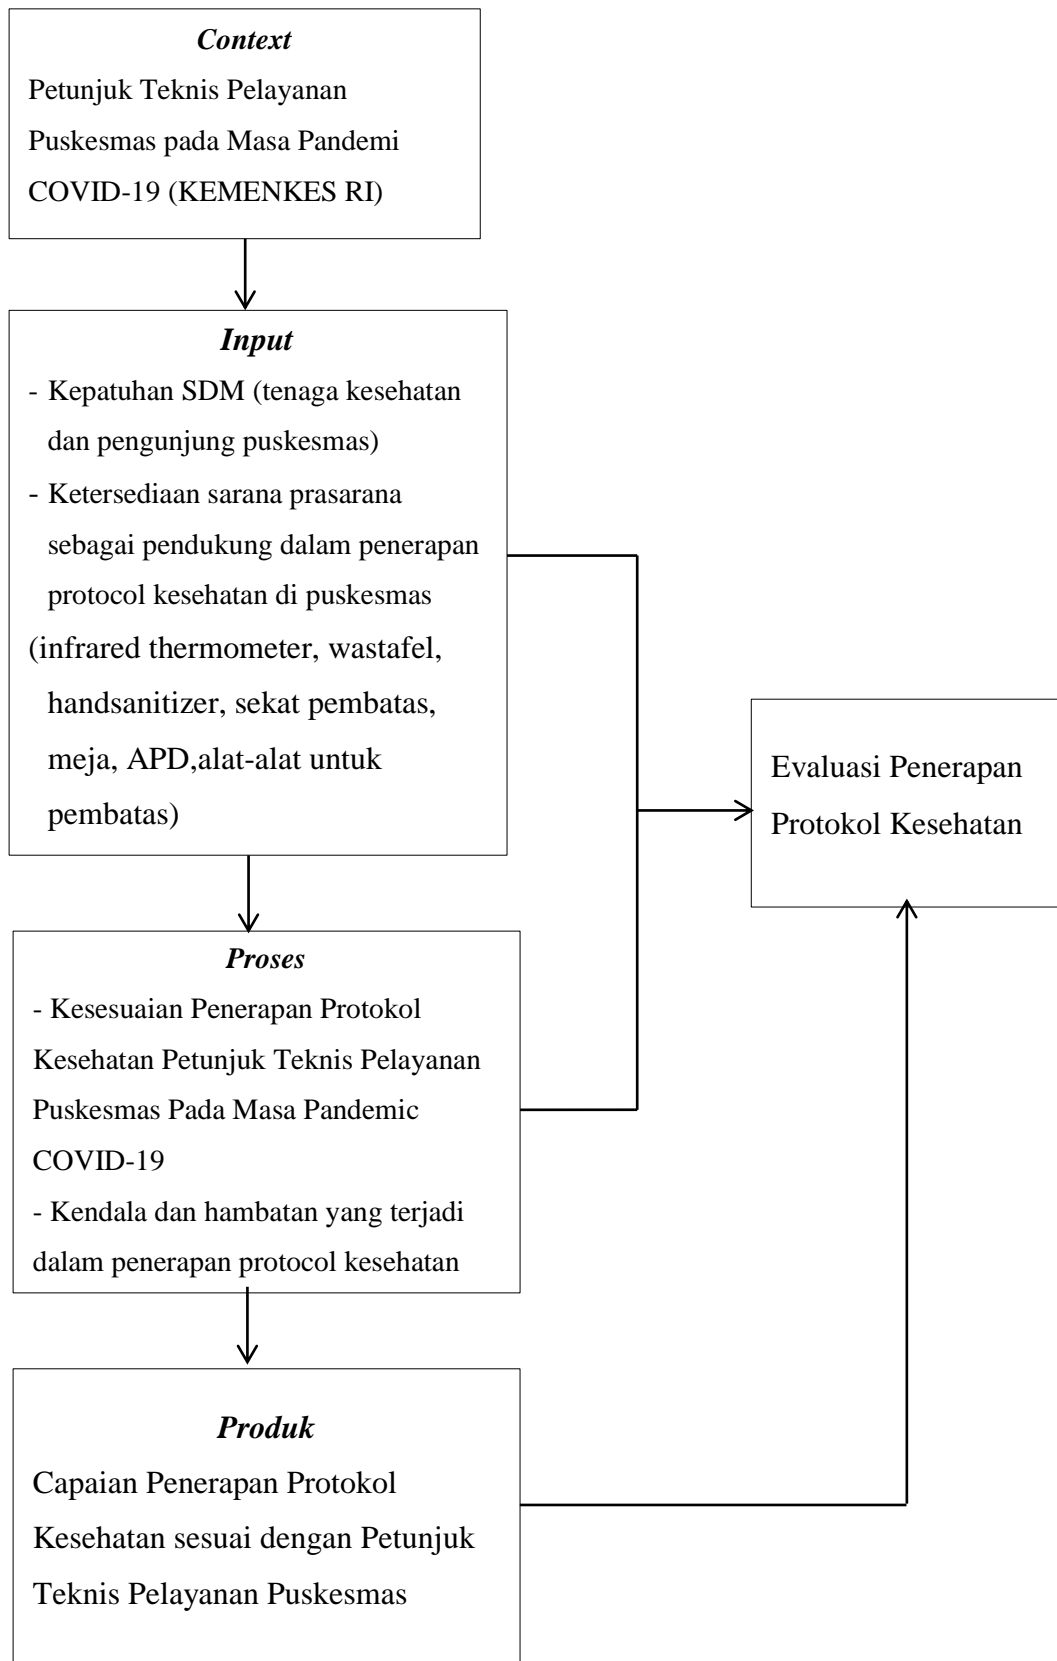 Context
Petunjuk Teknis Pelayanan
Puskesmas pada Masa Pandemi
COVID-19 (KEMENKES RI)
Input
- Kepatuhan SDM (tenaga kesehatan
dan pengunjung puskesmas)
- Ketersediaan sarana prasarana
sebagai pendukung dalam penerapan
protocol kesehatan di puskesmas
(infrared thermometer, wastafel,
handsanitizer, sekat pembatas,
meja, APD,alat-alat untuk
pembatas)
Evaluasi Penerapan
Protokol Kesehatan
Proses
- Kesesuaian Penerapan Protokol
Kesehatan Petunjuk Teknis Pelayanan
Puskesmas Pada Masa Pandemic
COVID-19
- Kendala dan hambatan yang terjadi
dalam penerapan protocol kesehatan
Produk
Capaian Penerapan Protokol
Kesehatan sesuai dengan Petunjuk
Teknis Pelayanan Puskesmas